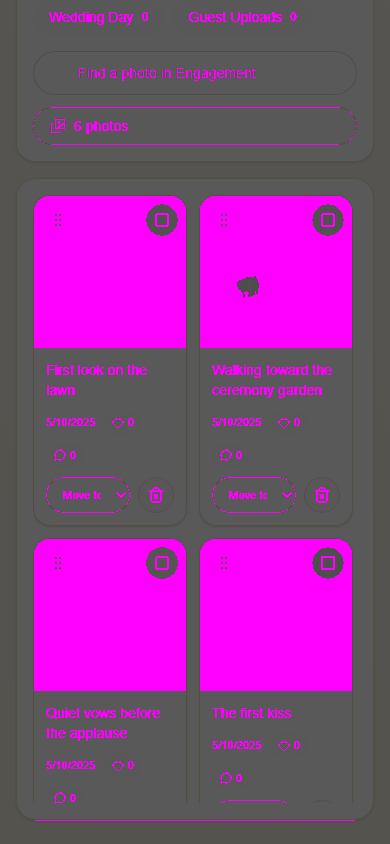 Wedding Day 0 Guest Uploads 0
Find a photo in Engagement
6 photos
First look on the
lawn
5/10/2025 0
0
Move to
Walking toward the
ceremony garden
5/10/2025 0
0
Move to
Quiet vows before
the applause
5/10/2025 0
0
The first kiss
5/10/2025 0
0